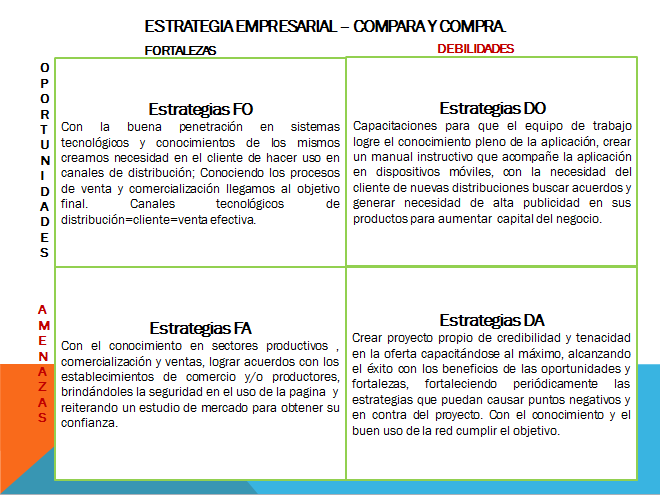 ESTRATEGIA EMPRESARIAL – COMPARA Y COMPRA.
FORTALEZAS
DEBILIDADES
OPORTUNIDADES
Estrategias FO
Con la buena penetración en sistemas
tecnológicos y conocimientos de los mismos
creamos necesidad en el cliente de hacer uso en
canales de distribución; Conociendo los procesos
de venta y comercialización llegamos al objetivo
final. Canales tecnológicos de
distribución=cliente=venta efectiva.
Estrategias DO
Capacitaciones para que el equipo de trabajo
logre el conocimiento pleno de la aplicación, crear
un manual instructivo que acompañe la aplicación
en dispositivos móviles, con la necesidad del
cliente de nuevas distribuciones buscar acuerdos y
generar necesidad de alta publicidad en sus
productos para aumentar capital del negocio.
AMENAZAS
Estrategias FA
Con el conocimiento en sectores productivos ,
comercialización y ventas, lograr acuerdos con los
establecimientos de comercio y/o productores,
brindándoles la seguridad en el uso de la pagina y
reiterando un estudio de mercado para obtener su
confianza.
Estrategias DA
Crear proyecto propio de credibilidad y tenacidad
en la oferta capacitándose al máximo, alcanzando
el éxito con los beneficios de las oportunidades y
fortalezas, fortaleciendo periódicamente las
estrategias que puedan causar puntos negativos y
en contra del proyecto. Con el conocimiento y el
buen uso de la red cumplir el objetivo.